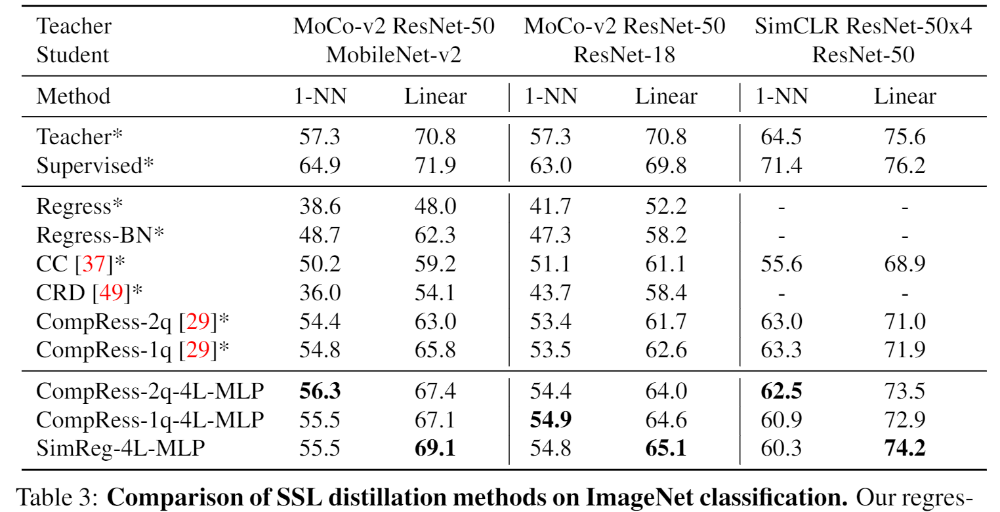 Teacher MoCo-v2 ResNet-50 MoCo-v2 ResNet-50 SimCLR ResNet-50x4
Student MobileNet-v2 ResNet-18 ResNet-50
Method 1-NN Linear 1-NN Linear 1-NN Linear
Teacher* 57.3 70.8 57.3 70.8 64.5 75.6
Supervised* 64.9 71.9 63.0 69.8 71.4 76.2
Regress* 38.6 48.0 41.7 52.2 - -
Regress-BN* 48.7 62.3 47.3 58.2 - -
CC [37]* 50.2 59.2 51.1 61.1 55.6 68.9
CRD [49]* 36.0 54.1 43.7 58.4 - -
CompRess-2q [29]* 54.4 63.0 53.4 61.7 63.0 71.0
CompRess-1q [29]* 54.8 65.8 53.5 62.6 63.3 71.9
CompRess-2q-4L-MLP 56.3 67.4 54.4 64.0 62.5 73.5
CompRess-1q-4L-MLP 55.5 67.1 54.9 64.6 60.9 72.9
SimReg-4L-MLP 55.5 69.1 54.8 65.1 60.3 74.2
Table 3: Comparison of SSL distillation methods on ImageNet classification. Our regres-